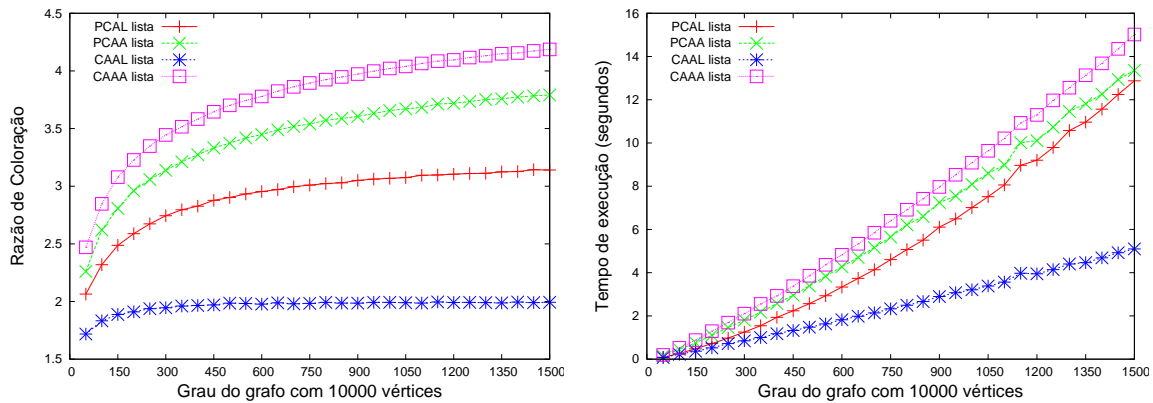 4.5
4
3.5
3
2.5
2
1.5
Razão de Coloração
PCAL lista
PCAA lista
CAAL lista
CAAA lista
0 150 300 450 600 750 900 1050 1200 1350 1500
Grau do grafo com 10000 vértices
16
14
12
10
8
6
4
2
0
Tempo de execução (segundos)
PCAL lista
PCAA lista
CAAL lista
CAAA lista
0 150 300 450 600 750 900 1050 1200 1350 1500
Grau do grafo com 10000 vértices